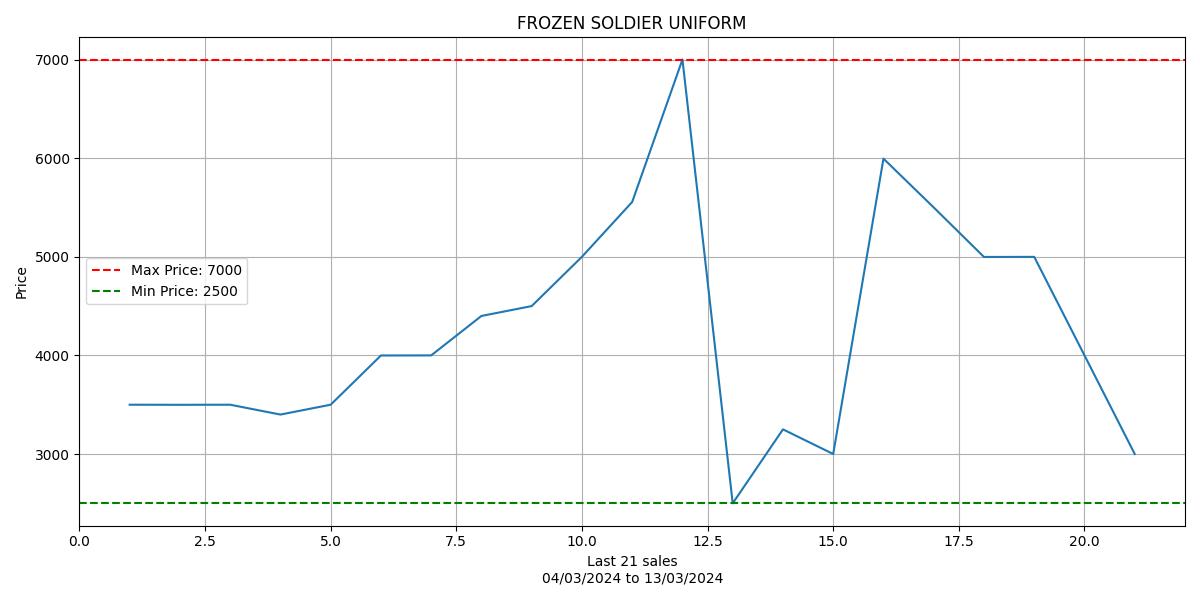 FROZEN SOLDIER UNIFORM
7000
6000
5000
4000
3000
Price
Max Price: 7000
Min Price: 2500
0.0 2.5 5.0 7.5 10.0 12.5 15.0 17.5 20.0
Last 21 sales
04/03/2024 to 13/03/2024